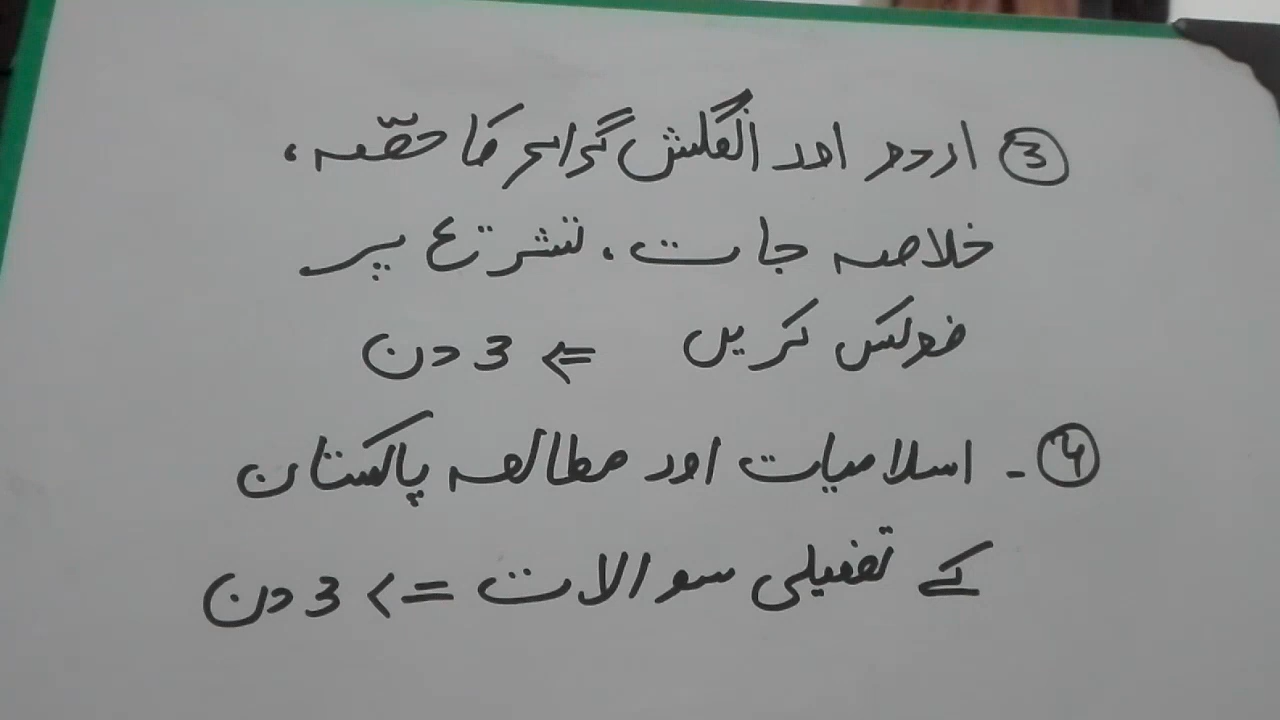 ③ اردو اور انگلش گرامر کا حصّہ،
خلاصہ جات، تشریح پر
فوکس کریں ⇐ 3 دن
④ ۔ اسلامیات اور مطالعہ پاکستان
کے تفصیلی سوالات => 3 دن